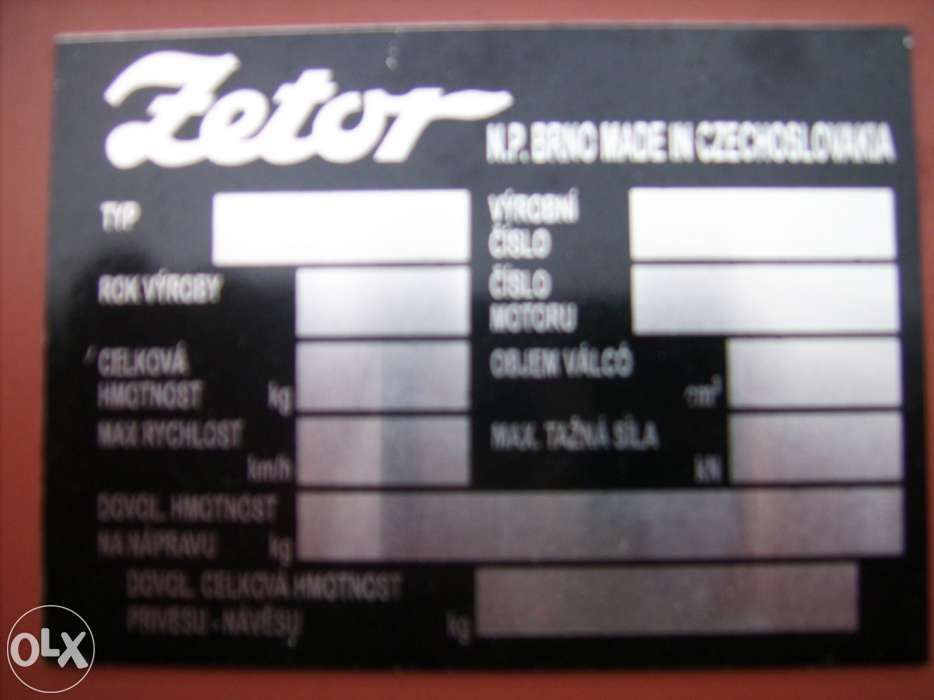 Zetor
N.P. BRNO MADE IN CZECHOSLOVAKIA
TYP
VÝROBNÍ
ČÍSLO
ROK VÝROBY
ČÍSLO
MOTORU
CELKOVÁ
HMOTNOST kg
OBJEM VÁLCŮ
cm³
MAX RYCHLOST
km/h
MAX. TAŽNÁ SÍLA
kN
DOVOL. HMOTNOST
NA NÁPRAVU kg
DOVOL. CELKOVÁ HMOTNOST
PŘIVESU - NÁVĚSU kg
OLX